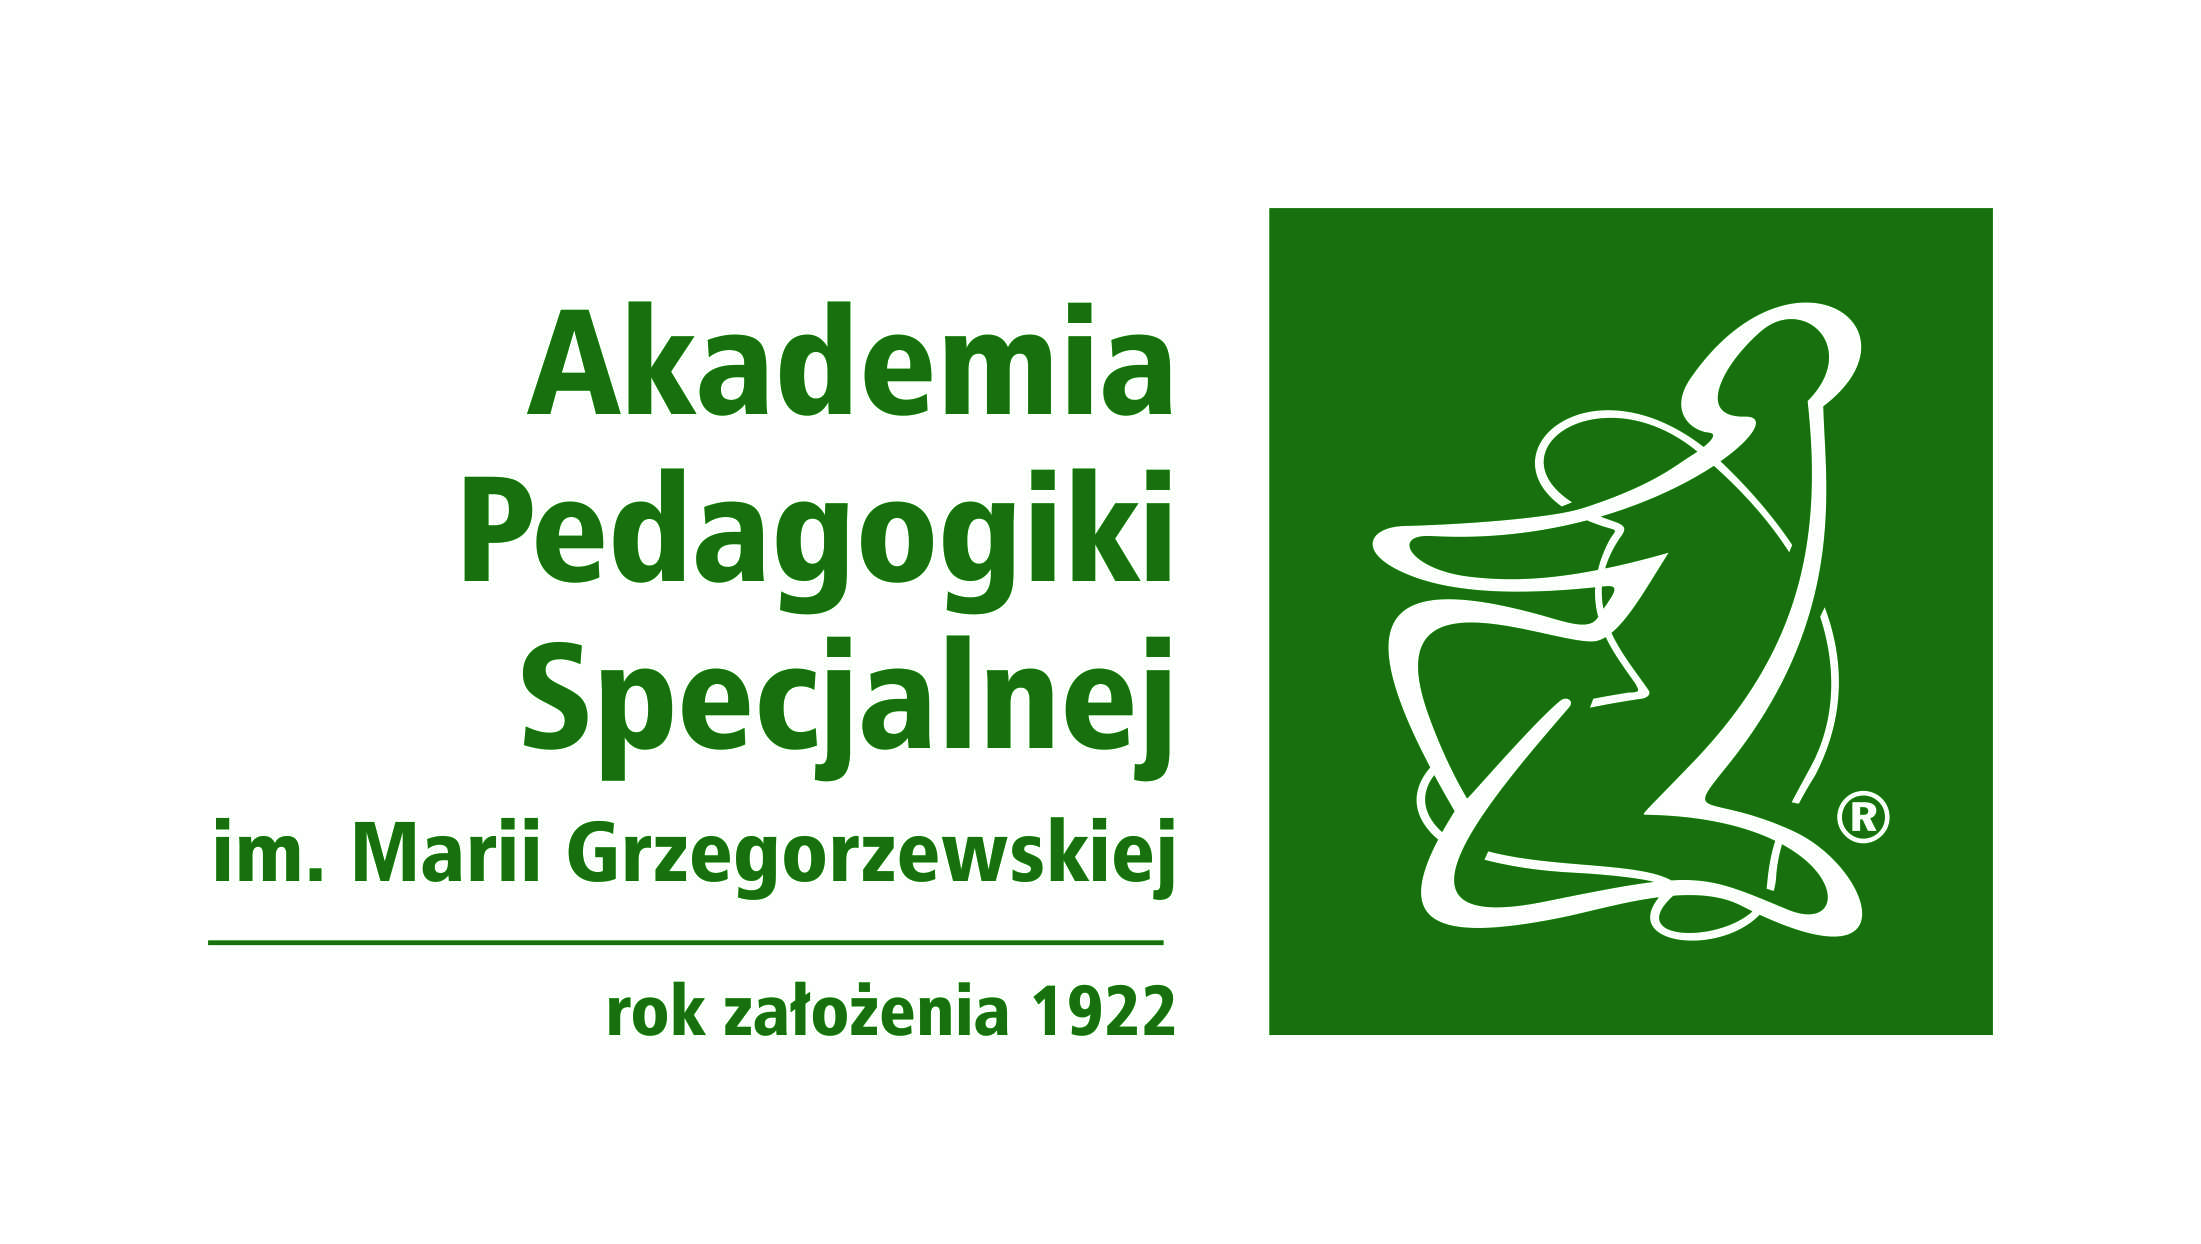 Akademia
Pedagogiki
Specjalnej
im. Marii Grzegorzewskiej
rok założenia 1922
®